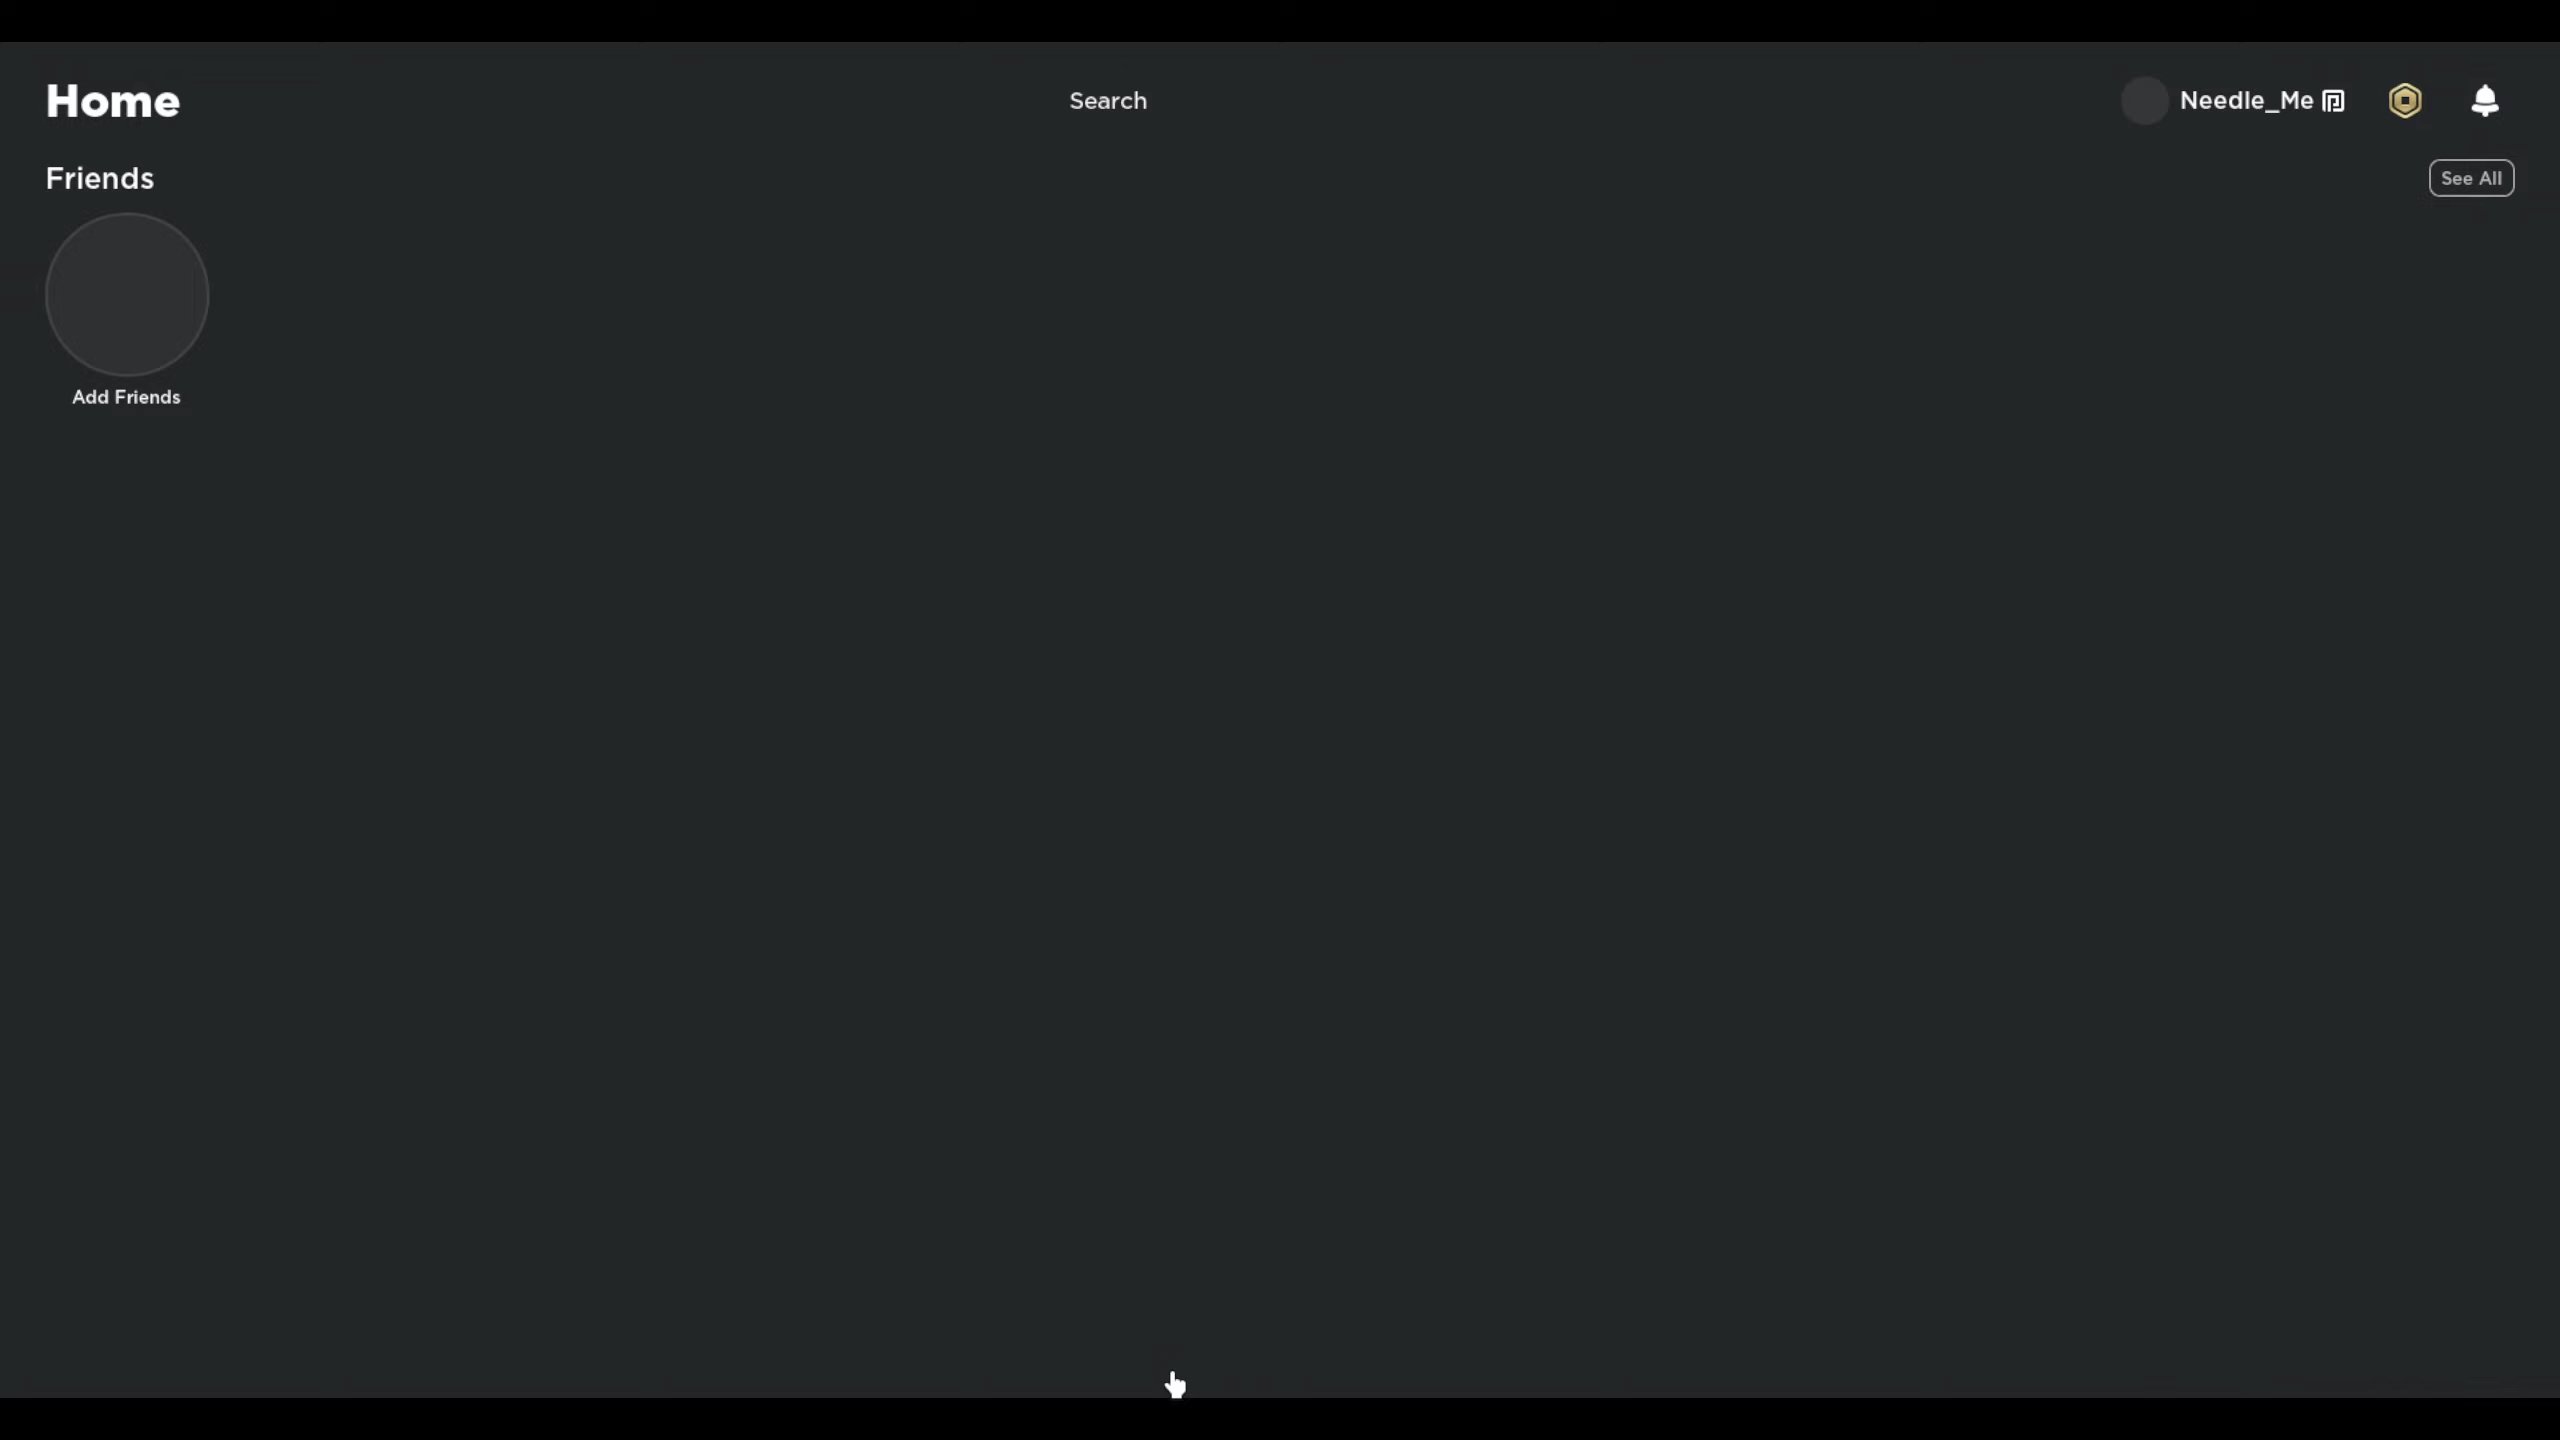 Home
Search
Needle_Me
Friends
See All
Add Friends